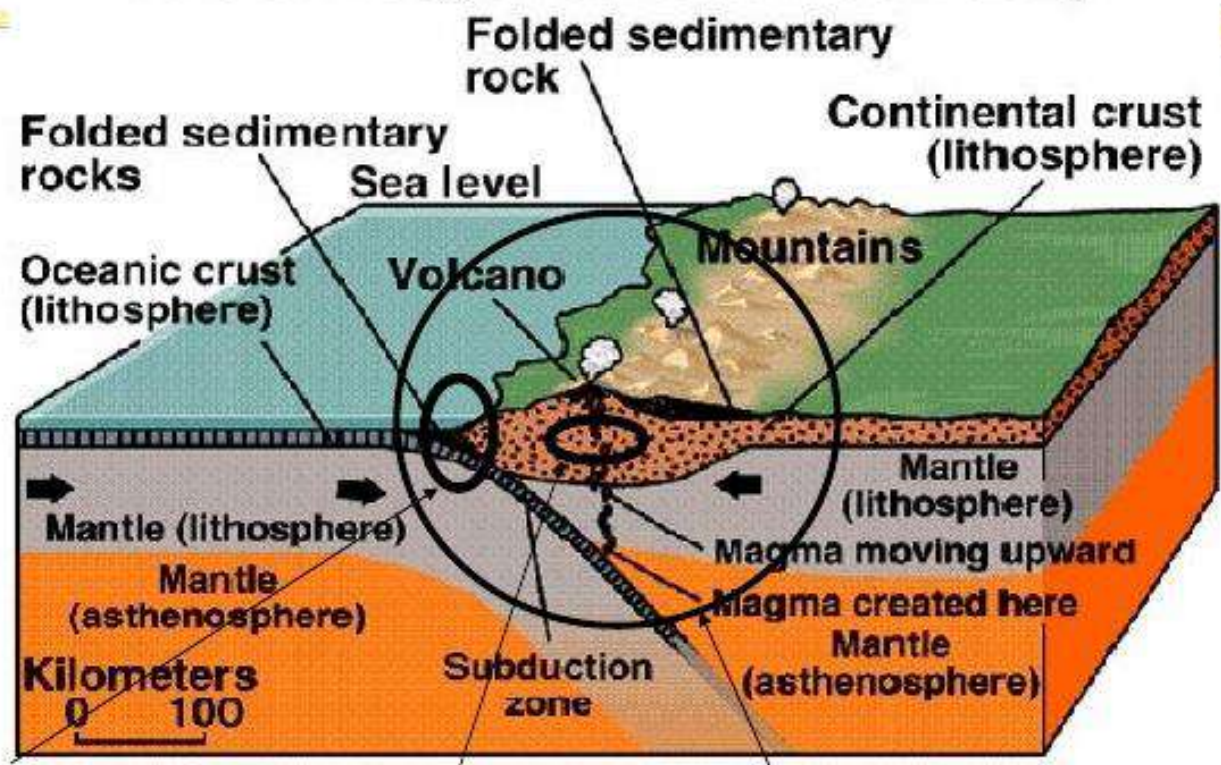 Folded sedimentary
rock
Continental crust
(lithosphere)
Folded sedimentary
rocks
Sea level
Mountains
Oceanic crust
(lithosphere)
Volcano
Mantle
(lithosphere)
Mantle (lithosphere)
Magma moving upward
Mantle
(asthenosphere)
Magma created here
Mantle
(asthenosphere)
Subduction
zone
Kilometers
0 100